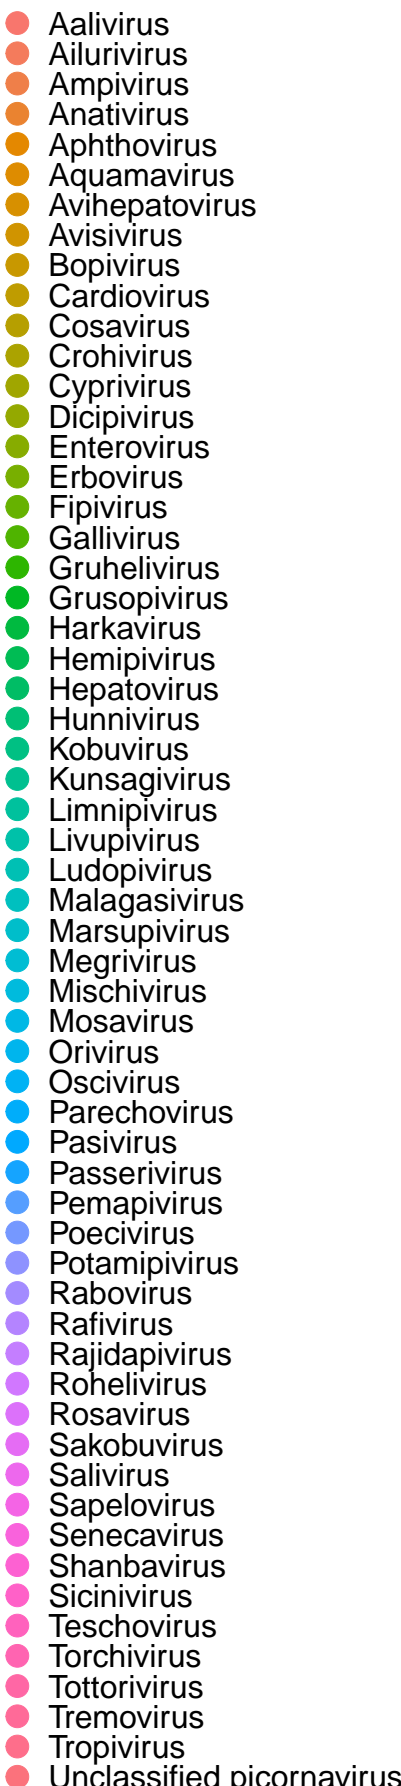 Aalivirus
Ailurivirus
Ampivirus
Anativirus
Aphthovirus
Aquamavirus
Avihepatovirus
Avisivirus
Bopivirus
Cardiovirus
Cosavirus
Crohivirus
Cyprivirus
Dicipivirus
Enterovirus
Erbovirus
Fipivirus
Gallivirus
Gruhelivirus
Grusopivirus
Harkavirus
Hemipivirus
Hepatovirus
Hunnivirus
Kobuvirus
Kunsagivirus
Limnipivirus
Livupivirus
Ludopivirus
Malagasivirus
Marsupivirus
Megrivirus
Mischivirus
Mosavirus
Orivirus
Oscivirus
Parechovirus
Pasivirus
Passerivirus
Pemapivirus
Poecivirus
Potamipivirus
Rabovirus
Rafivirus
Rajidapivirus
Rohelivirus
Rosavirus
Sakobuvirus
Salivirus
Sapelovirus
Senecavirus
Shanbavirus
Sicinivirus
Teschovirus
Torchivirus
Tottorivirus
Tremovirus
Tropivirus
Unclassified picornavirus